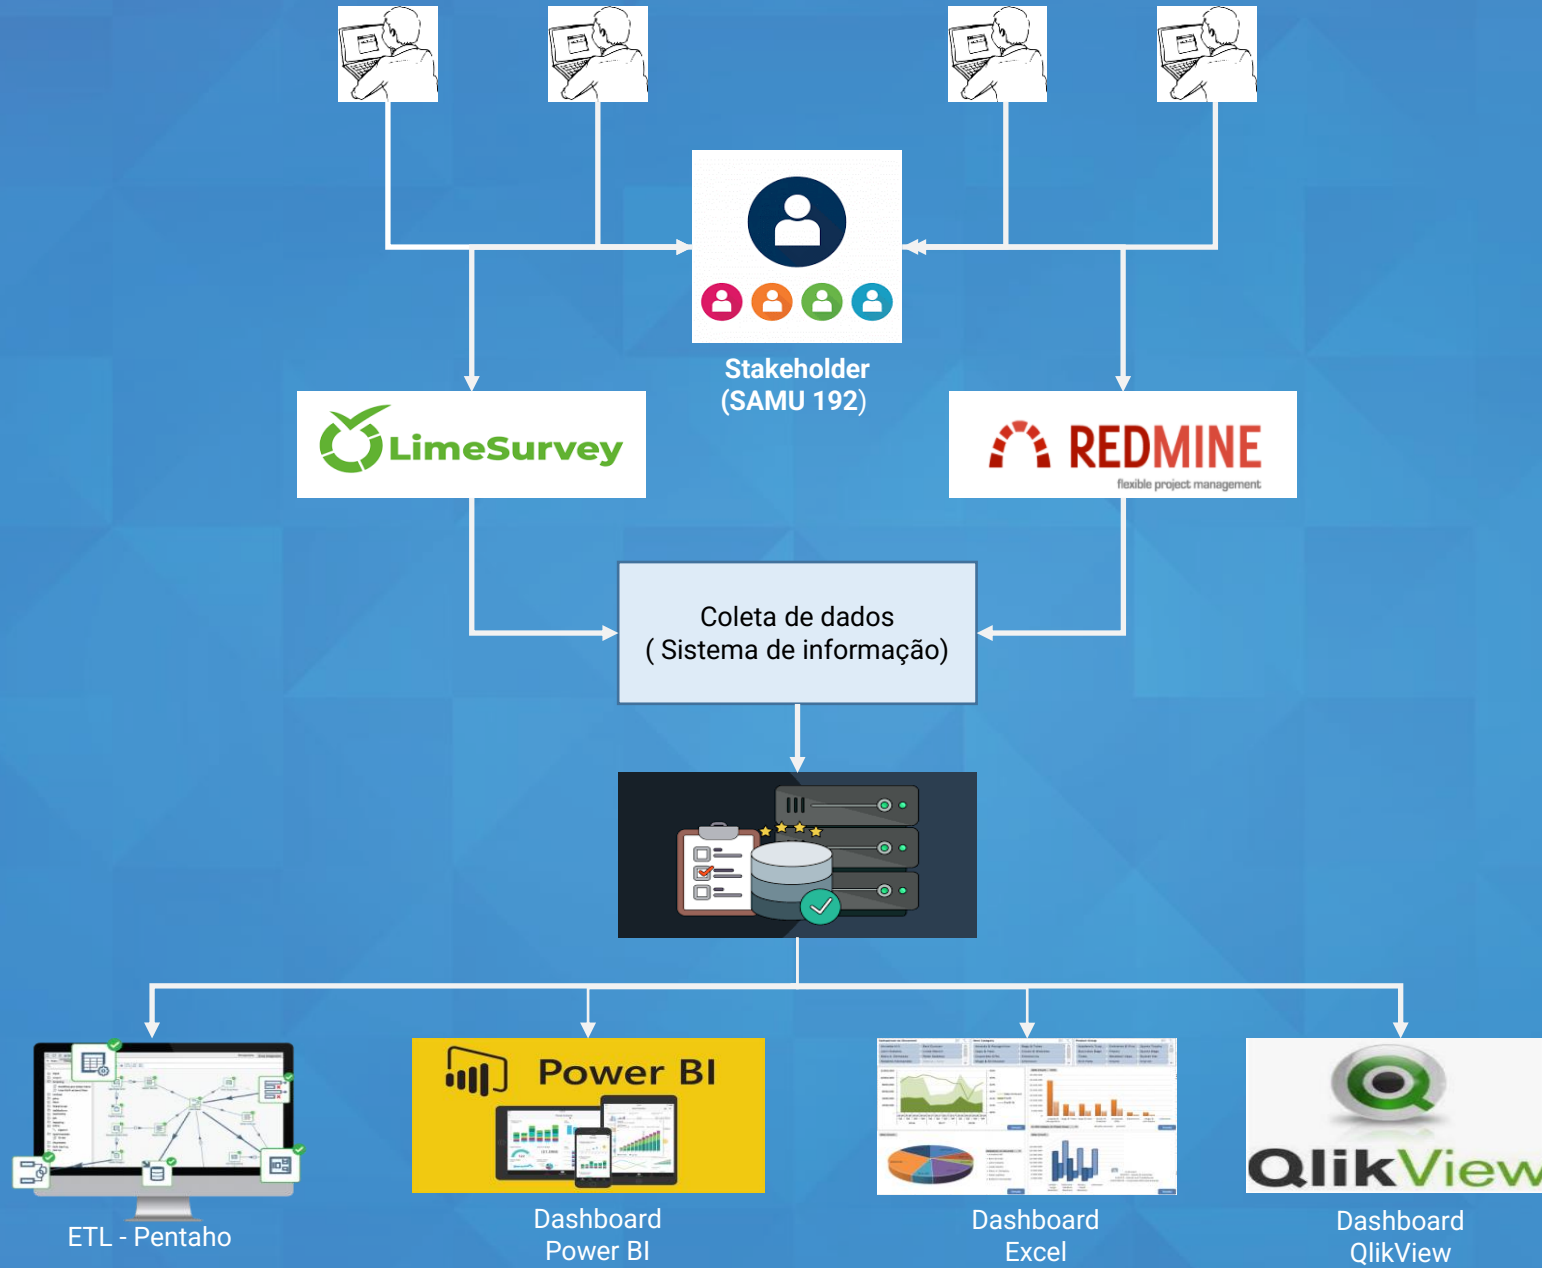 Stakeholder
(SAMU 192)
LimeSurvey
REDMINE
flexible project management
Coleta de dados
( Sistema de informação)
Power BI
QlikView
ETL - Pentaho
Dashboard
Power BI
Dashboard
Excel
Dashboard
QlikView